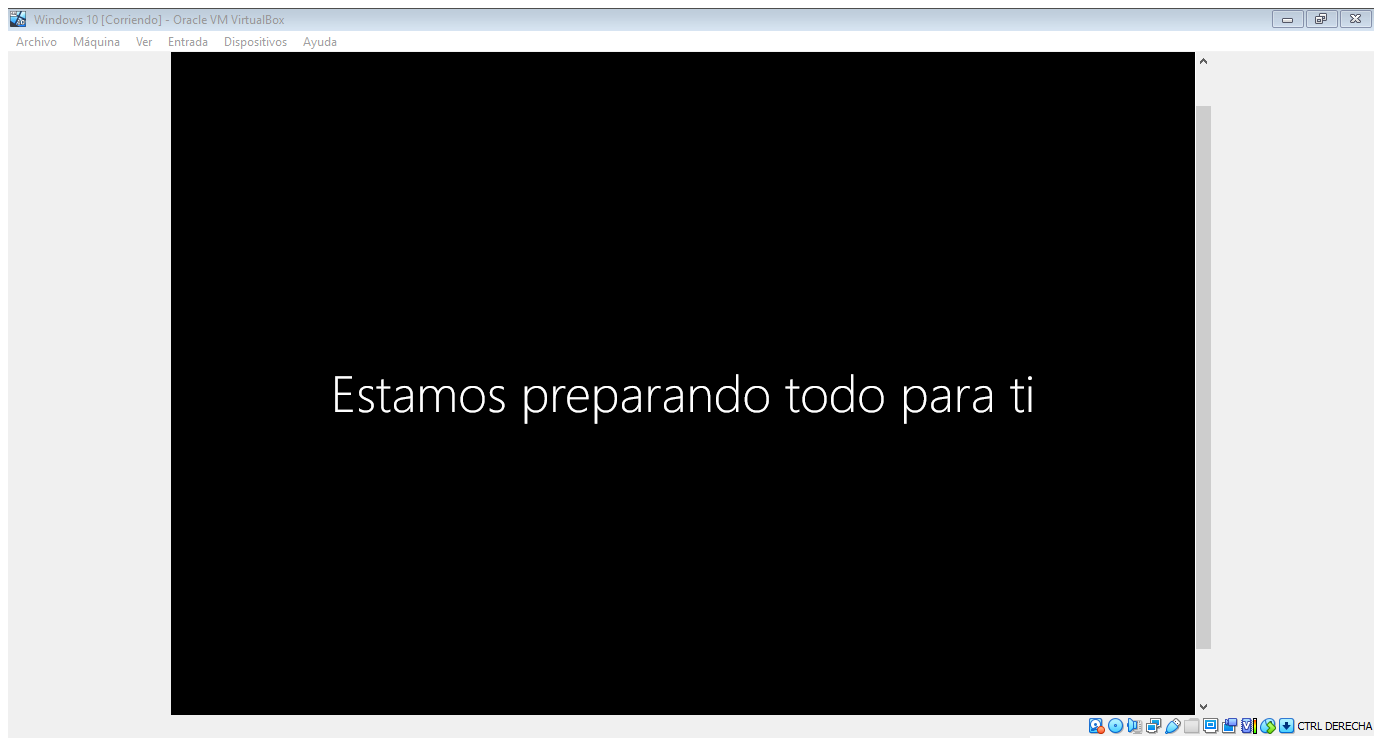 Windows 10 [Corriendo] - Oracle VM VirtualBox
Archivo Máquina Ver Entrada Dispositivos Ayuda
Estamos preparando todo para ti
CTRL DERECHA